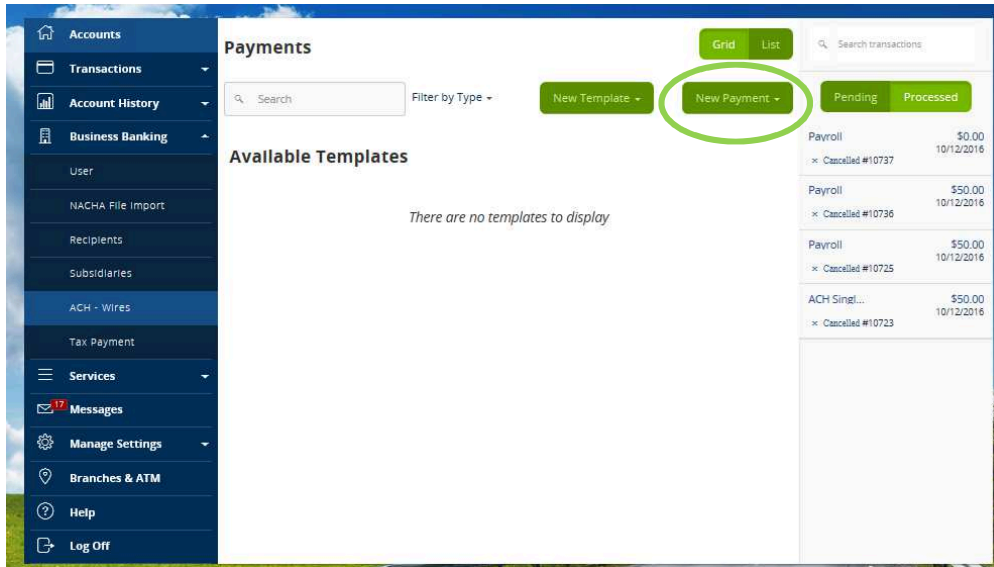 Accounts
Transactions
Account History
Business Banking
User
NACHA File Import
Recipients
Subsidiaries
ACH - Wires
Tax Payment
Services
17
Messages
Manage Settings
Branches & ATM
Help
Log Off
Payments
Grid List
Search
Filter by Type
New Template
New Payment
Available Templates
There are no templates to display
Search transactions
Pending Processed
Payroll $0.00
10/12/2016
× Cancelled #10737
Payroll $50.00
10/12/2016
× Cancelled #10736
Payroll $50.00
10/12/2016
× Cancelled #10725
ACH Singl... $50.00
10/12/2016
× Cancelled #10723